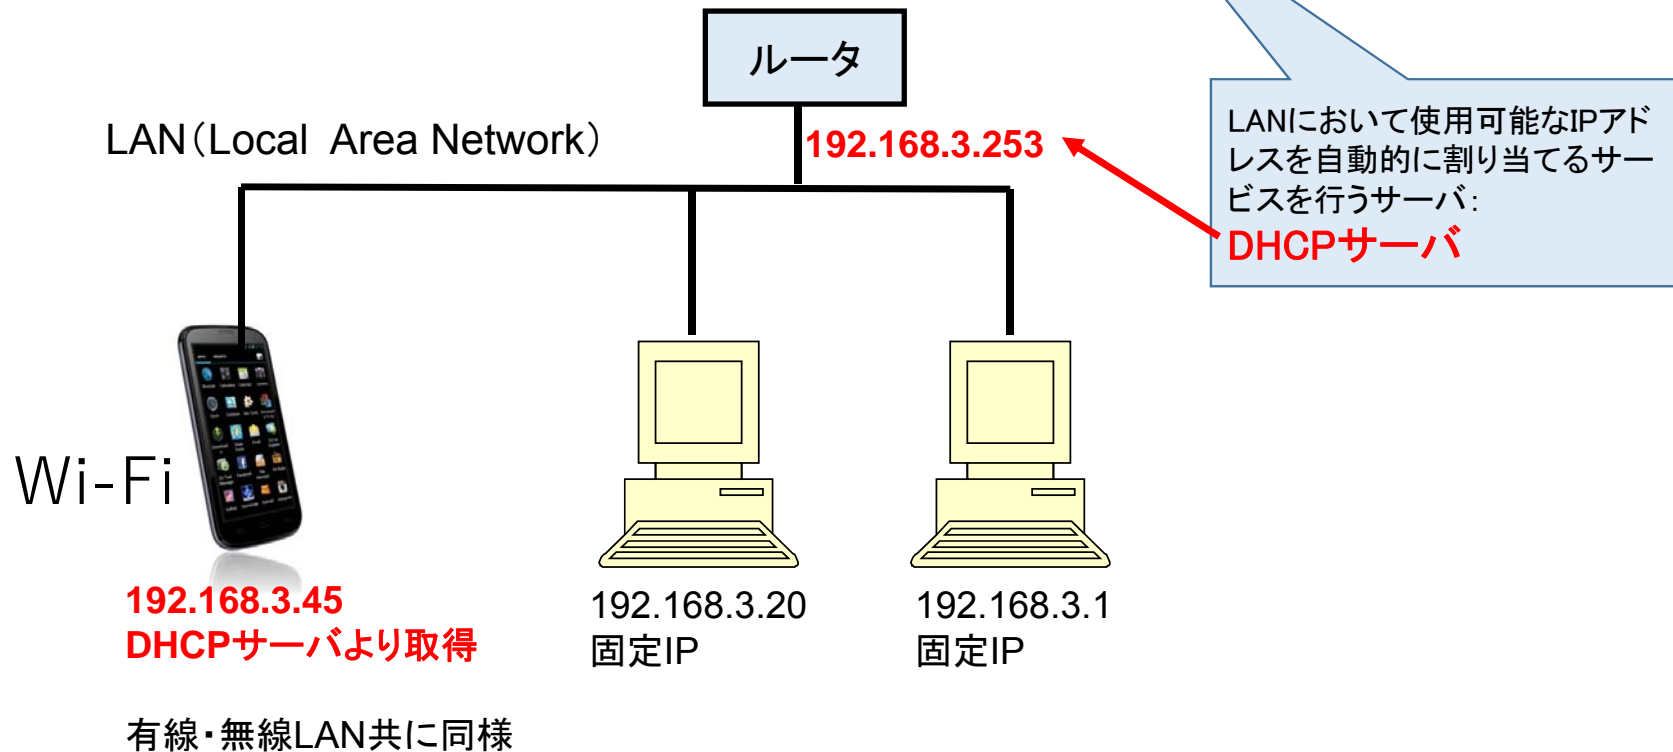 ルータ
LAN（Local Area Network）
192.168.3.253
LANにおいて使用可能なIPアド
レスを自動的に割り当てるサー
ビスを行うサーバ：
DHCPサーバ
Wi-Fi
192.168.3.45
DHCPサーバより取得
192.168.3.20
固定IP
192.168.3.1
固定IP
有線・無線LAN共に同様